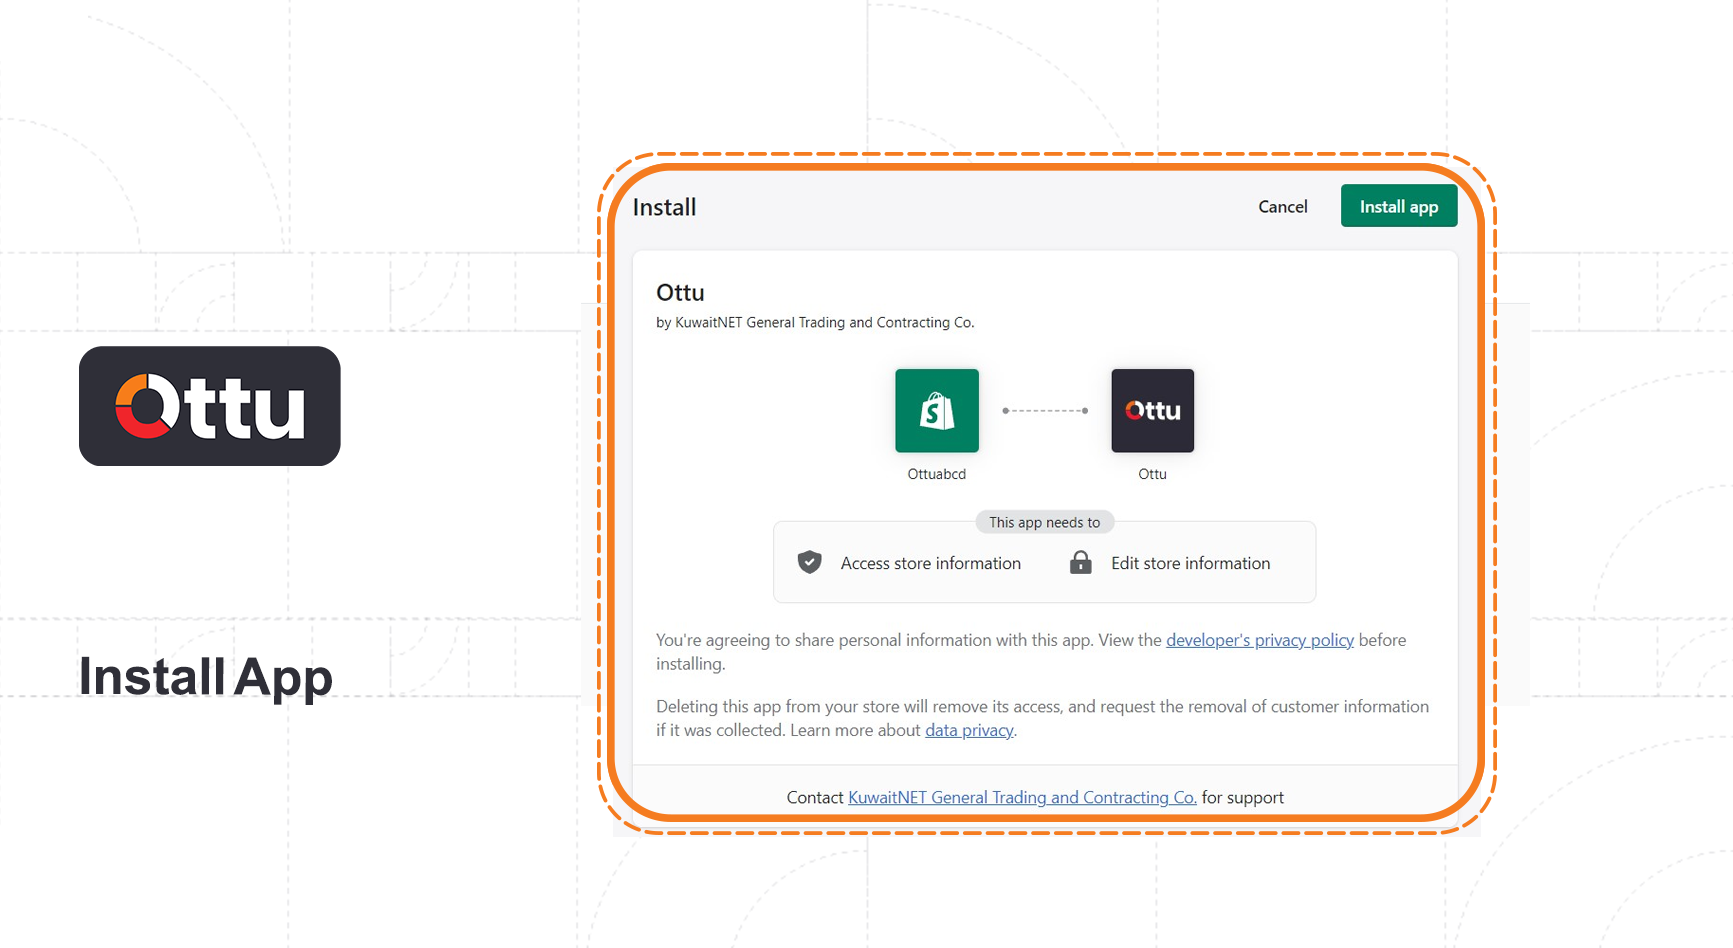 Ottu
Install App
Install
Cancel
Install app
Ottu
by KuwaitNET General Trading and Contracting Co.
S
Ottu
Ottuabcd
Ottu
This app needs to
Access store information
Edit store information
You're agreeing to share personal information with this app. View the developer's privacy policy before
installing.
Deleting this app from your store will remove its access, and request the removal of customer information
if it was collected. Learn more about data privacy.
Contact KuwaitNET General Trading and Contracting Co. for support